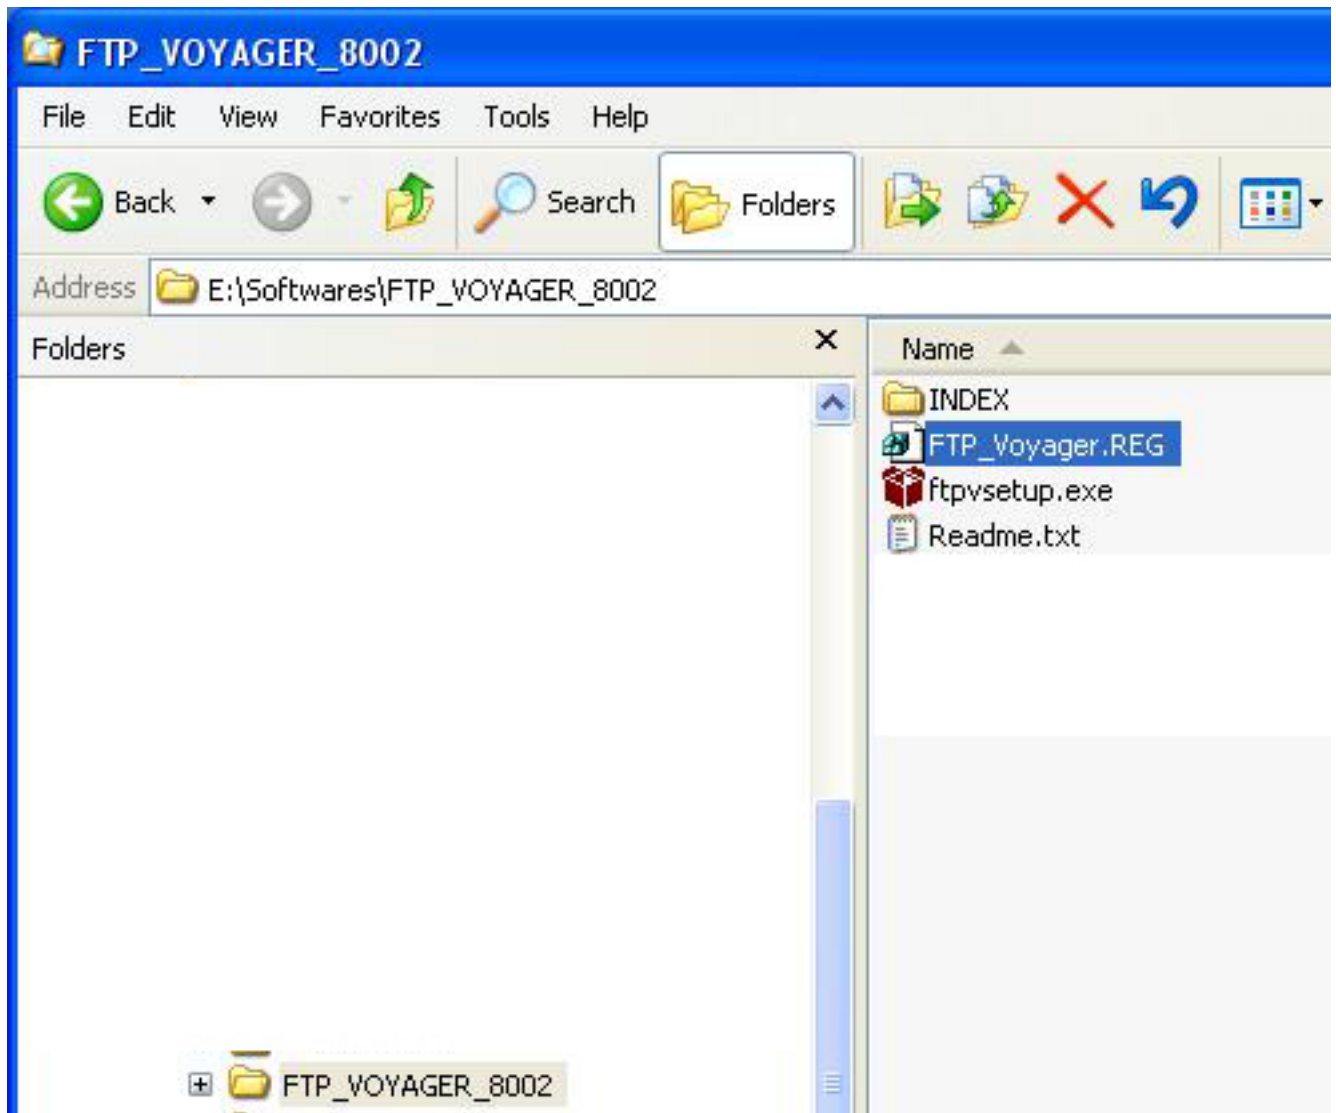 FTP_VOYAGER_8002
File Edit View Favorites Tools Help
Back Search Folders
Address E:\Softwares\FTP_VOYAGER_8002
Folders
Name
INDEX
FTP_Voyager.REG
ftpvsetup.exe
Readme.txt
FTP_VOYAGER_8002